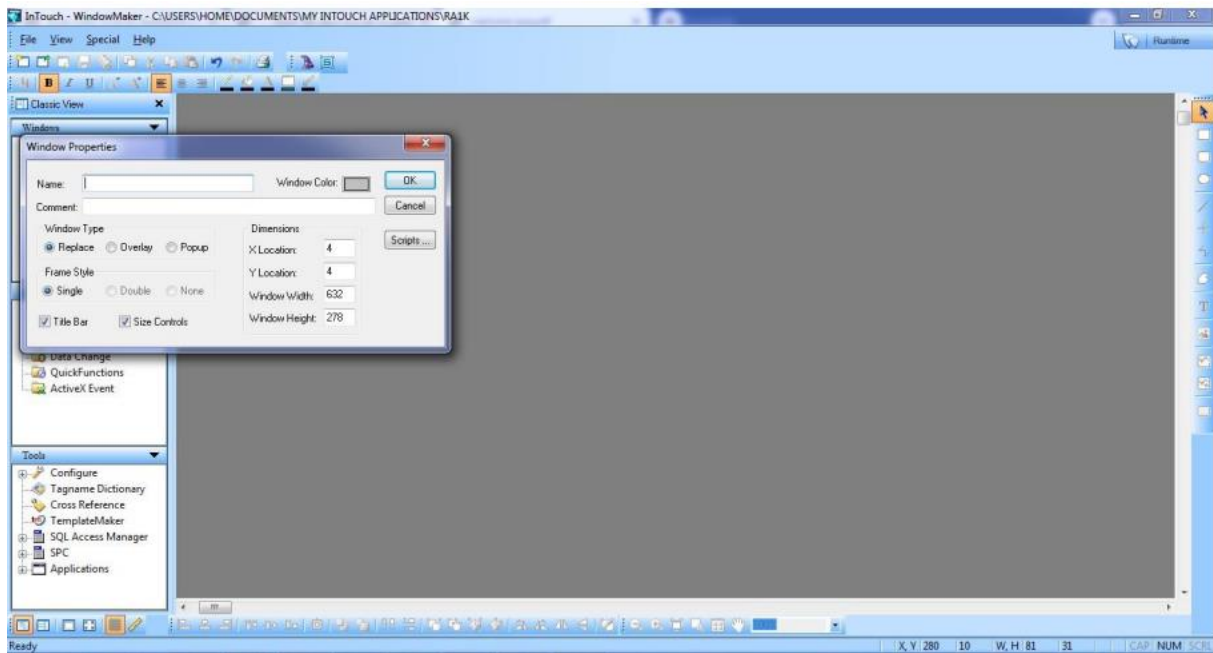 InTouch - WindowMaker - C:\USERS\HOME\DOCUMENTS\MY INTOUCH APPLICATIONS\RA1K
File View Special Help
Runtime
B I U
Classic View
Windows
Window Properties
Name:
Window Color:
OK
Comment:
Cancel
Window Type
Dimensions
Scripts ...
Replace Overlay Popup
X Location: 4
Frame Style
Y Location: 4
Single Double None
Window Width: 632
Title Bar Size Controls
Window Height: 278
Data Change
QuickFunctions
ActiveX Event
Tools
Configure
Tagname Dictionary
Cross Reference
TemplateMaker
SQL Access Manager
SPC
Applications
Ready
X, Y 280 10 W, H 81 31 CAP NUM SCRL